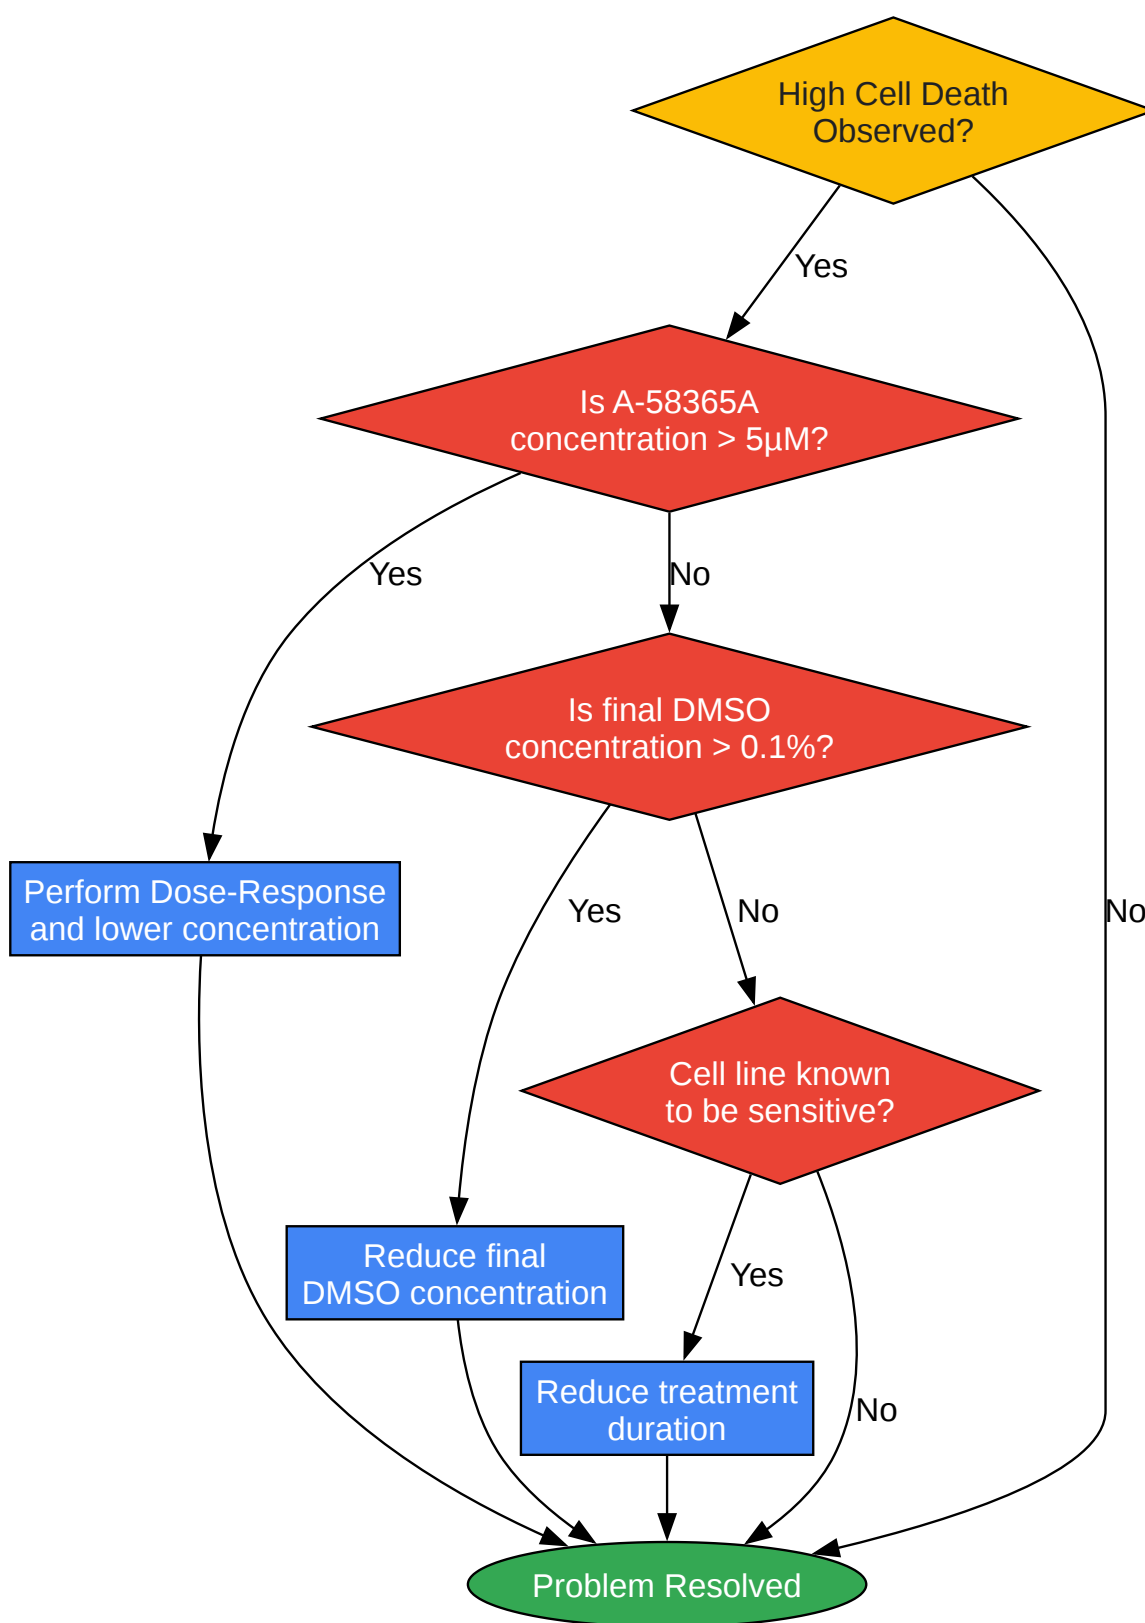 High Cell Death
Observed?
Yes
Is A-58365A
concentration > 5µM?
Yes
No
Is final DMSO
concentration > 0.1%?
Perform Dose-Response
and lower concentration
Yes
No
No
Cell line known
to be sensitive?
Reduce final
DMSO concentration
Yes
Reduce treatment
duration
No
Problem Resolved